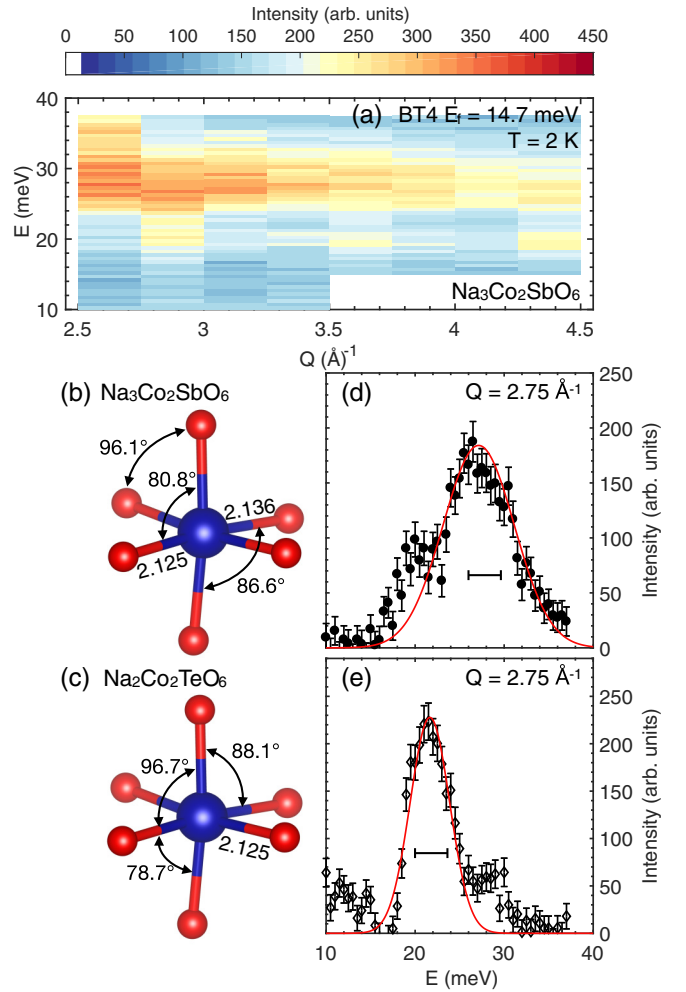 Intensity (arb. units)
0 50 100 150 200 250 300 350 400 450
40
30
20
10
E (meV)
(a) BT4 E_f = 14.7 meV
T = 2 K
Na₃Co₂SbO₆
2.5 3 3.5 4 4.5
Q (Å)⁻¹
(b) Na₃Co₂SbO₆
96.1°
80.8°
2.136
2.125
86.6°
(d) Q = 2.75 Å⁻¹
250
200
150
100
50
0
Intensity (arb. units)
(c) Na₂Co₂TeO₆
88.1°
96.7°
2.125
78.7°
(e) Q = 2.75 Å⁻¹
250
200
150
100
50
0
Intensity (arb. units)
10 20 30 40
E (meV)